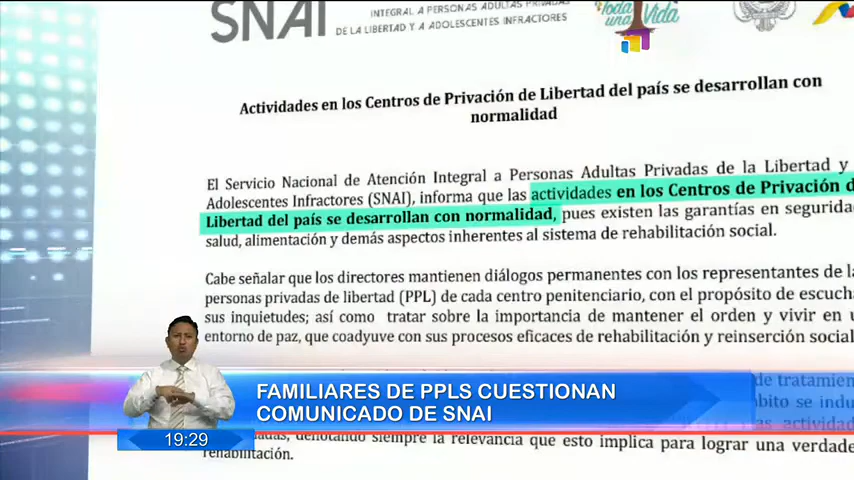 SNAI
INTEGRAL A PERSONAS ADULTAS PRIVADAS
DE LA LIBERTAD Y A ADOLESCENTES INFRACTORES
Toda
una Vida
Actividades en los Centros de Privación de Libertad del país se desarrollan con
normalidad
El Servicio Nacional de Atención Integral a Personas Adultas Privadas de la Libertad y
Adolescentes Infractores (SNAI), informa que las actividades en los Centros de Privación d
Libertad del país se desarrollan con normalidad, pues existen las garantías en seguridad
salud, alimentación y demás aspectos inherentes al sistema de rehabilitación social.
Cabe señalar que los directores mantienen diálogos permanentes con los representantes de la
personas privadas de libertad (PPL) de cada centro penitenciario, con el propósito de escucha
sus inquietudes; así como tratar sobre la importancia de mantener el orden y vivir en u
entorno de paz, que coadyuve con sus procesos eficaces de rehabilitación y reinserción social
de tratamien
FAMILIARES DE PPLS CUESTIONAN
COMUNICADO DE SNAI
se indu
actividad
19:29
denotando siempre la relevancia que esto implica para lograr una verdade
rehabilitación.